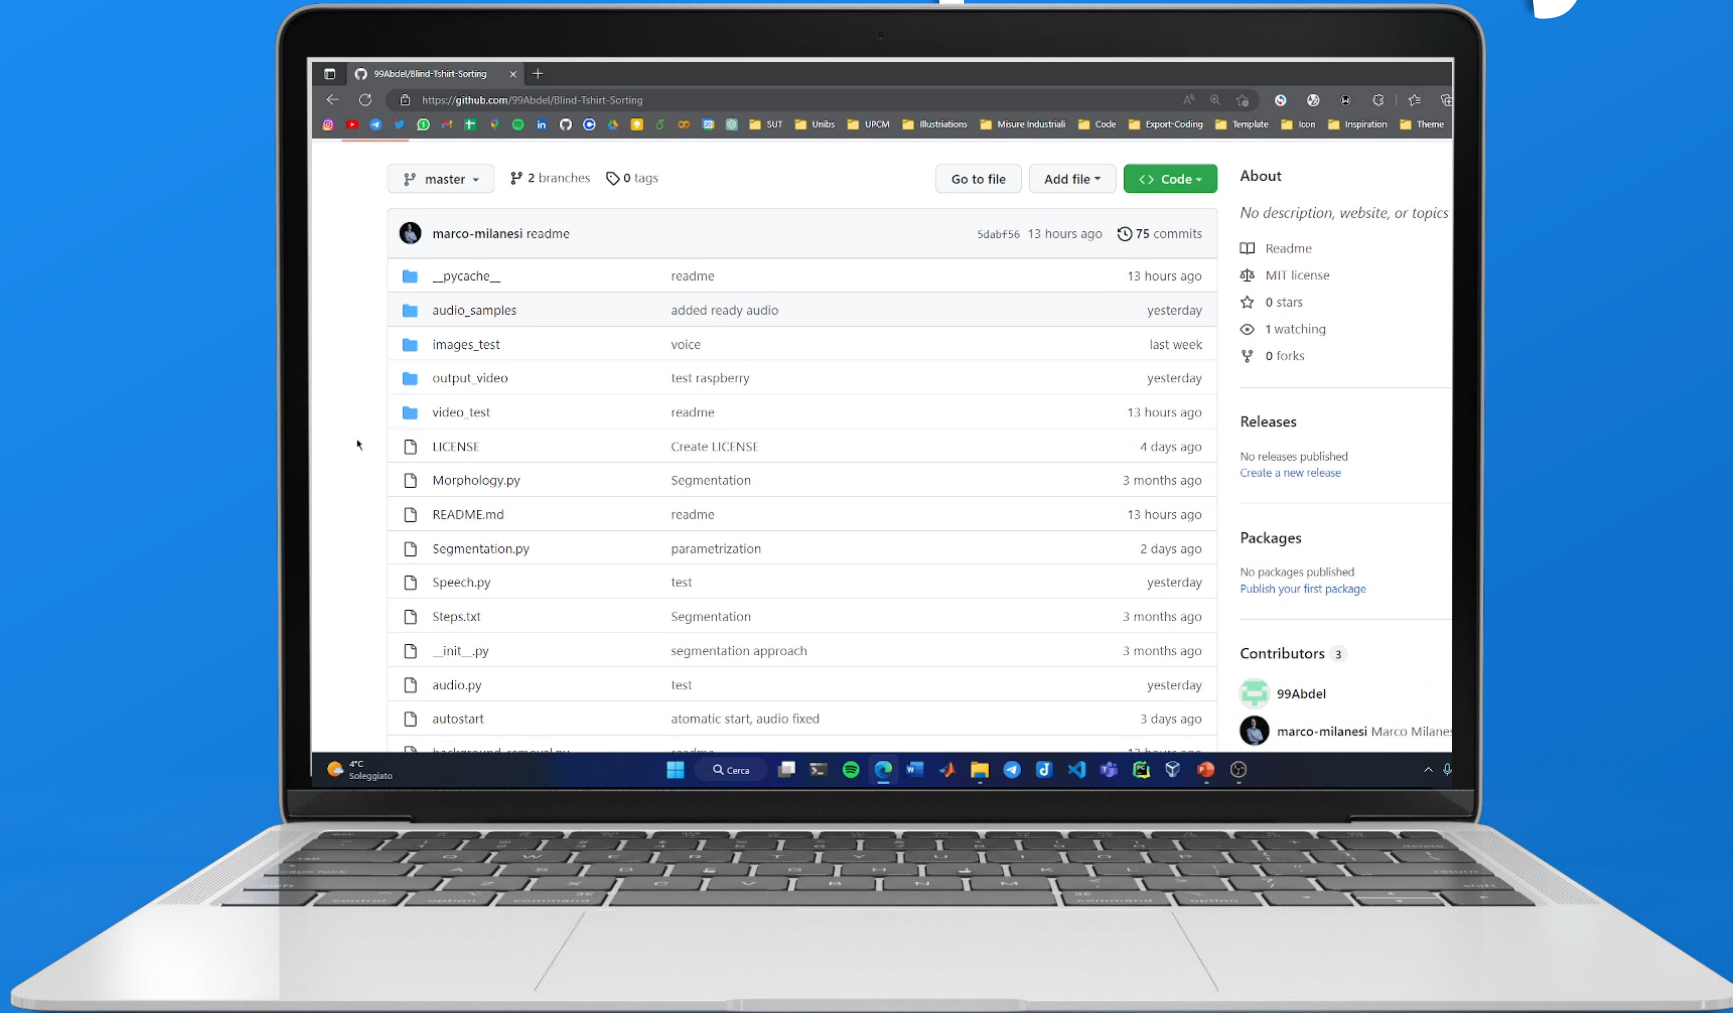 99Abdel/Blind-Tshirt-Sorting
https://github.com/99Abdel/Blind-Tshirt-Sorting
SUT Unibs UPCM Illustriations Misure Industriali Code Export-Coding Template Icon Inspiration Theme
master 2 branches 0 tags Go to file Add file Code
marco-milanesi readme 5dabf56 13 hours ago 75 commits
__pycache__ readme 13 hours ago
audio_samples added ready audio yesterday
images_test voice last week
output_video test raspberry yesterday
video_test readme 13 hours ago
LICENSE Create LICENSE 4 days ago
Morphology.py Segmentation 3 months ago
README.md readme 13 hours ago
Segmentation.py parametrization 2 days ago
Speech.py test yesterday
Steps.txt Segmentation 3 months ago
__init__.py segmentation approach 3 months ago
audio.py test yesterday
autostart atomatic start, audio fixed 3 days ago
About
No description, website, or topics
Readme
MIT license
0 stars
1 watching
0 forks
Releases
No releases published
Create a new release
Packages
No packages published
Publish your first package
Contributors 3
99Abdel
marco-milanesi Marco Milanes
4°C
Soleggiato
Cerca
control option command command option